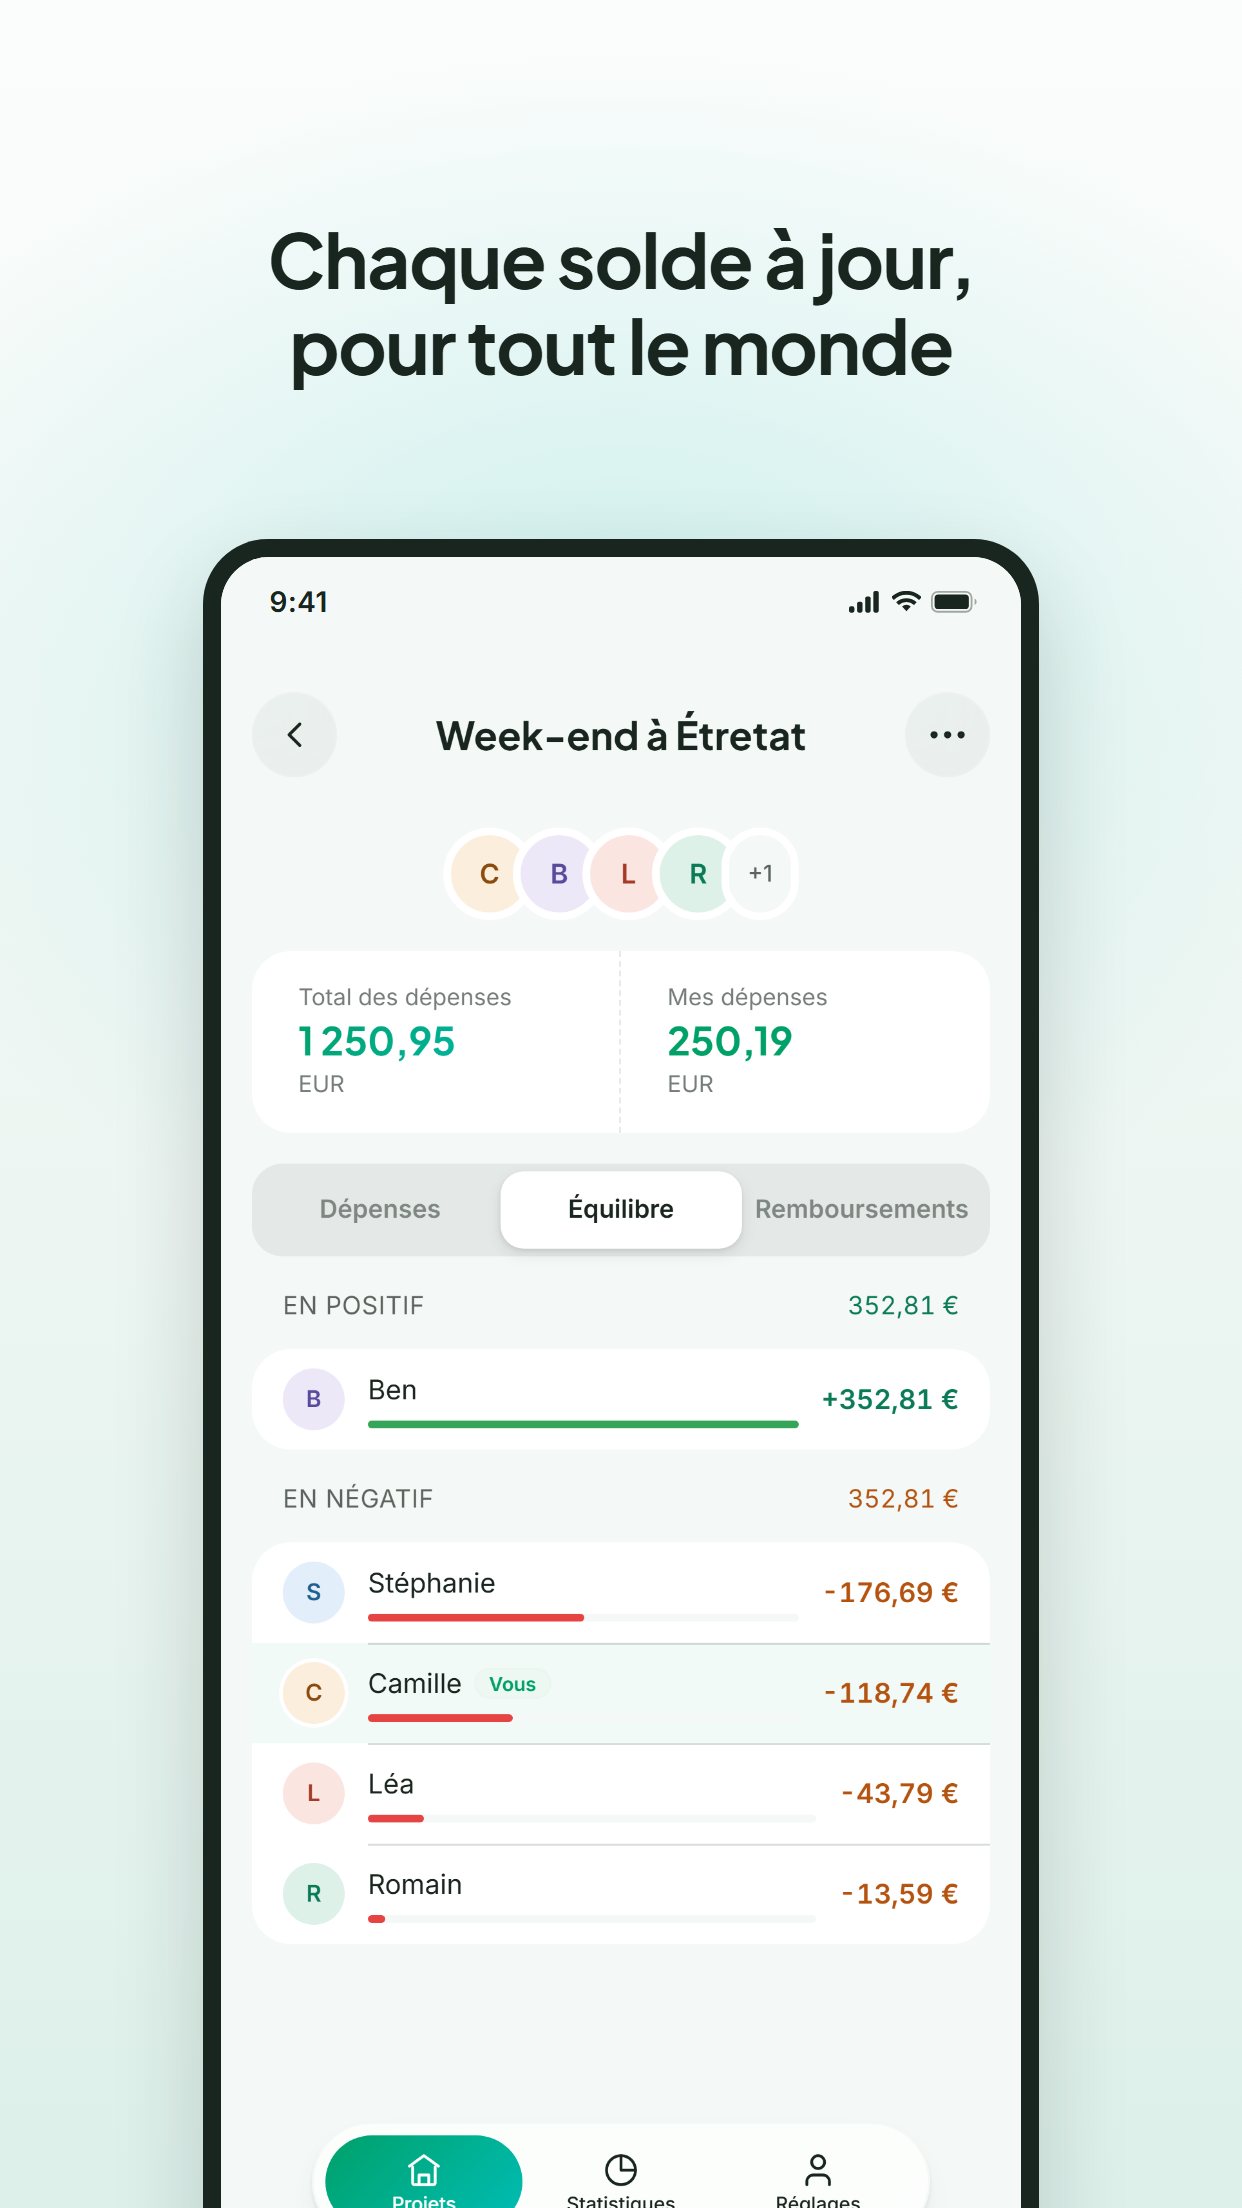 Chaque solde à jour,
pour tout le monde
9:41
Week-end à Étretat
C B L R +1
Total des dépenses
1 250,95
EUR
Mes dépenses
250,19
EUR
Dépenses Équilibre Remboursements
EN POSITIF 352,81 €
B Ben +352,81 €
EN NÉGATIF 352,81 €
S Stéphanie -176,69 €
C Camille Vous -118,74 €
L Léa -43,79 €
R Romain -13,59 €
Projets Statistiques Réglages